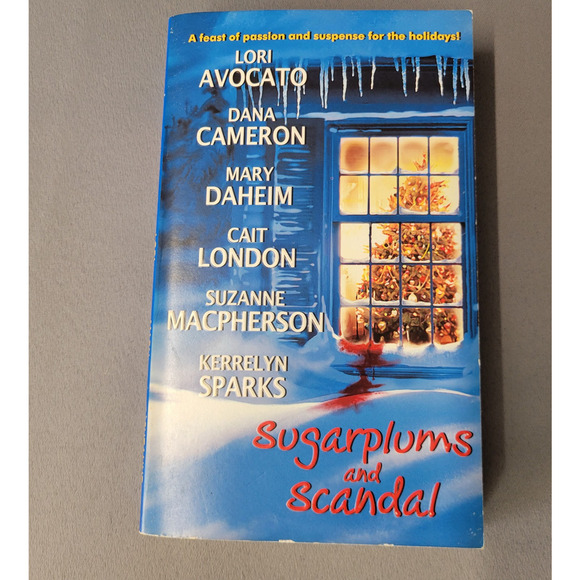 A feast of passion and suspense for the holidays!
LORI
AVOCATO
DANA
CAMERON
MARY
DAHEIM
CAIT
LONDON
SUZANNE
MACPHERSON
KERRELYN
SPARKS
Sugarplums
and
Scandal